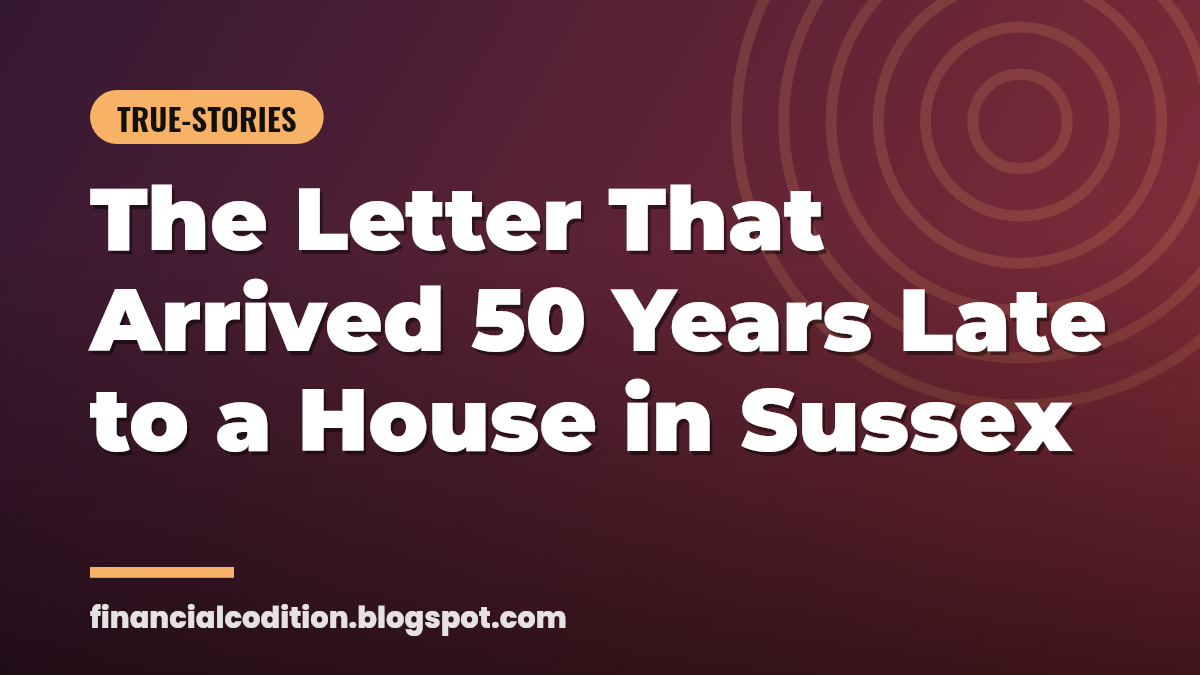 TRUE-STORIES
The Letter That
Arrived 50 Years Late
to a House in Sussex
financialcodition.blogspot.com